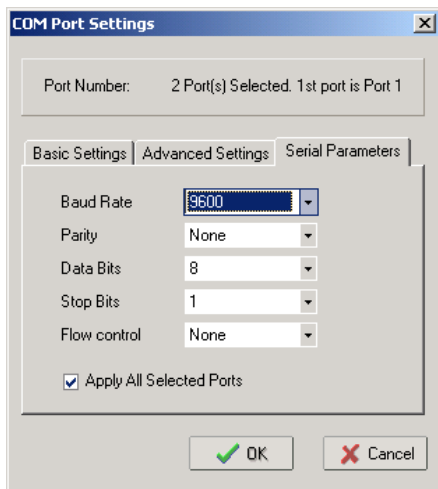 COM Port Settings
Port Number: 2 Port(s) Selected. 1st port is Port 1
Basic Settings Advanced Settings Serial Parameters
Baud Rate 9600
Parity None
Data Bits 8
Stop Bits 1
Flow control None
Apply All Selected Ports
OK Cancel